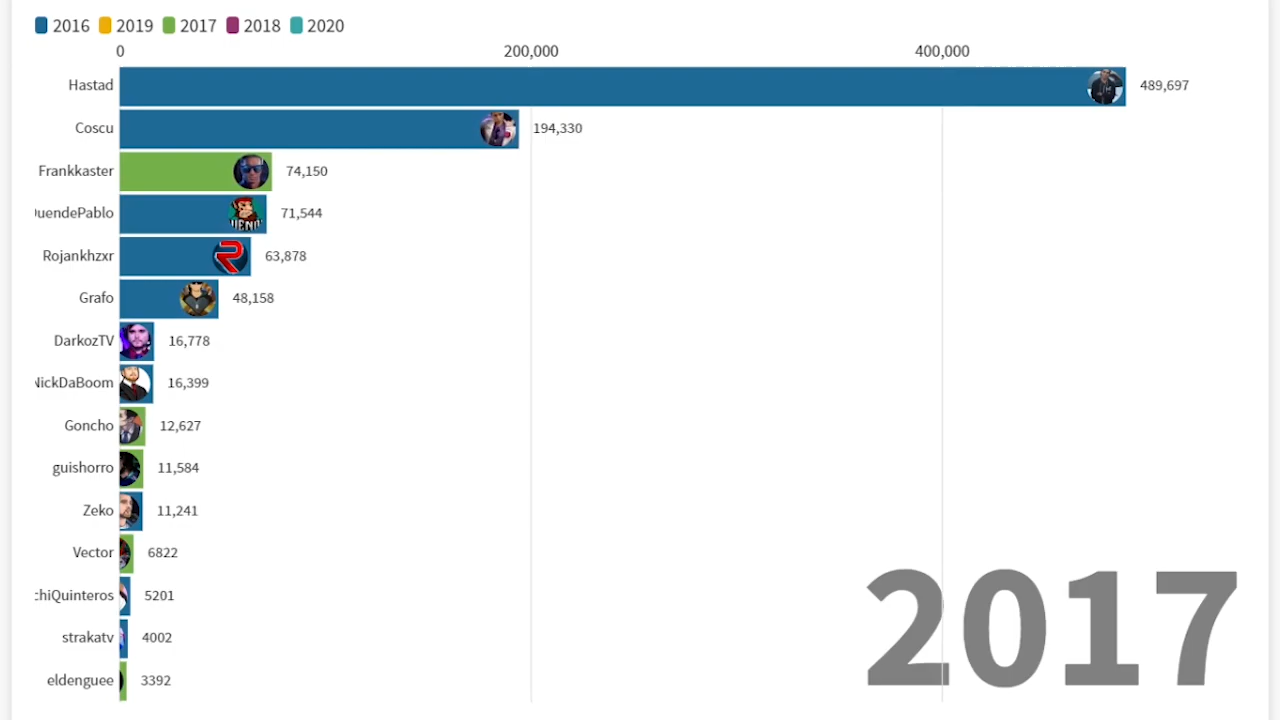 2016 2019 2017 2018 2020
0 200,000 400,000
Hastad 489,697
Coscu 194,330
Frankkaster 74,150
uendePablo 71,544
Rojankhzxr 63,878
Grafo 48,158
DarkozTV 16,778
NickDaBoom 16,399
Goncho 12,627
guishorro 11,584
Zeko 11,241
Vector 6822
chiQuinteros 5201
strakatv 4002
eldenguee 3392
2017